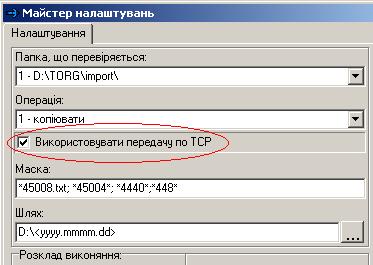 Майстер налаштувань
Налаштування
Папка, що перевіряється:
1 - D:\TORG\import\
Операція:
1 - копіювати
Використовувати передачу по TCP
Маска:
*45008.txt; *45004*; *4440*;*448*
Шлях:
D:\<yyyy.mmmm.dd>
...
Розклад виконяння: